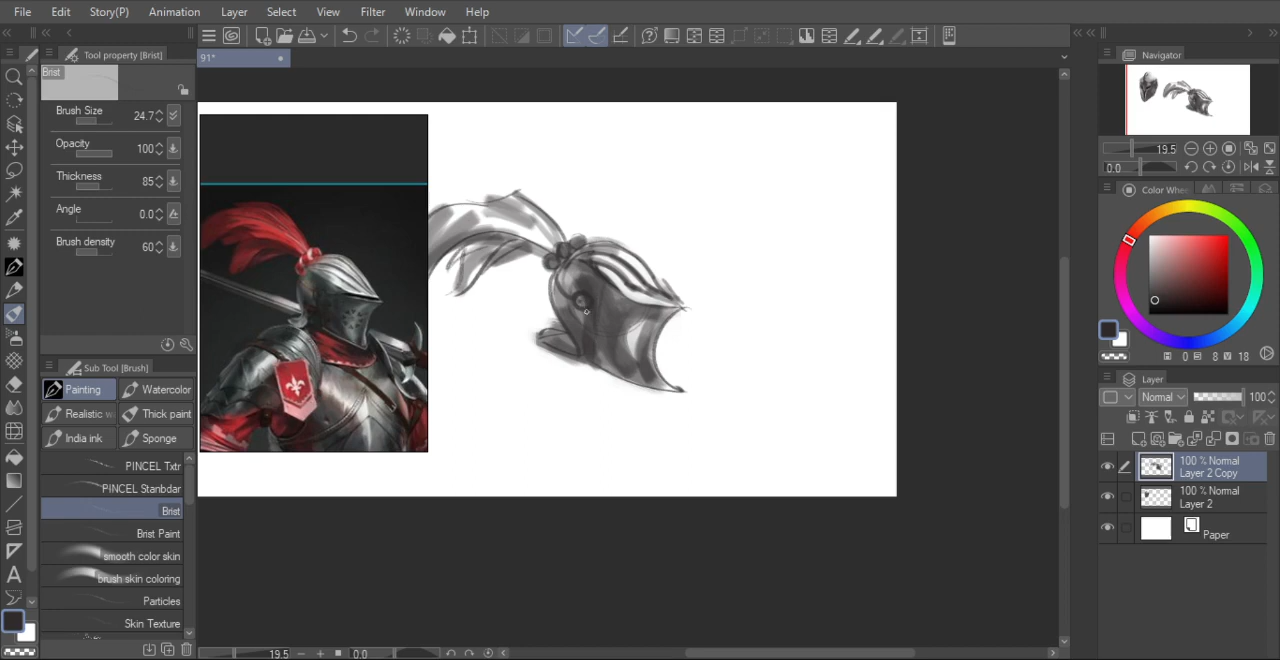 File Edit Story(P) Animation Layer Select View Filter Window Help
Tool property [Brist]
91*
Brist
Brush Size 24.7
Opacity 100
Thickness 85
Angle 0.0
Brush density 60
Sub Tool [Brush]
Painting Watercolor
Realistic w Thick paint
India ink Sponge
PINCEL Txtr
PINCEL Stanbdar
Brist
Brist Paint
smooth color skin
brush skin coloring
Particles
Skin Texture
19.5 0.0
Navigator
19.5
0.0
Color Whee
H 0 S 8 V 18
Layer
Normal 100
100 % Normal
Layer 2 Copy
100 % Normal
Layer 2
Paper